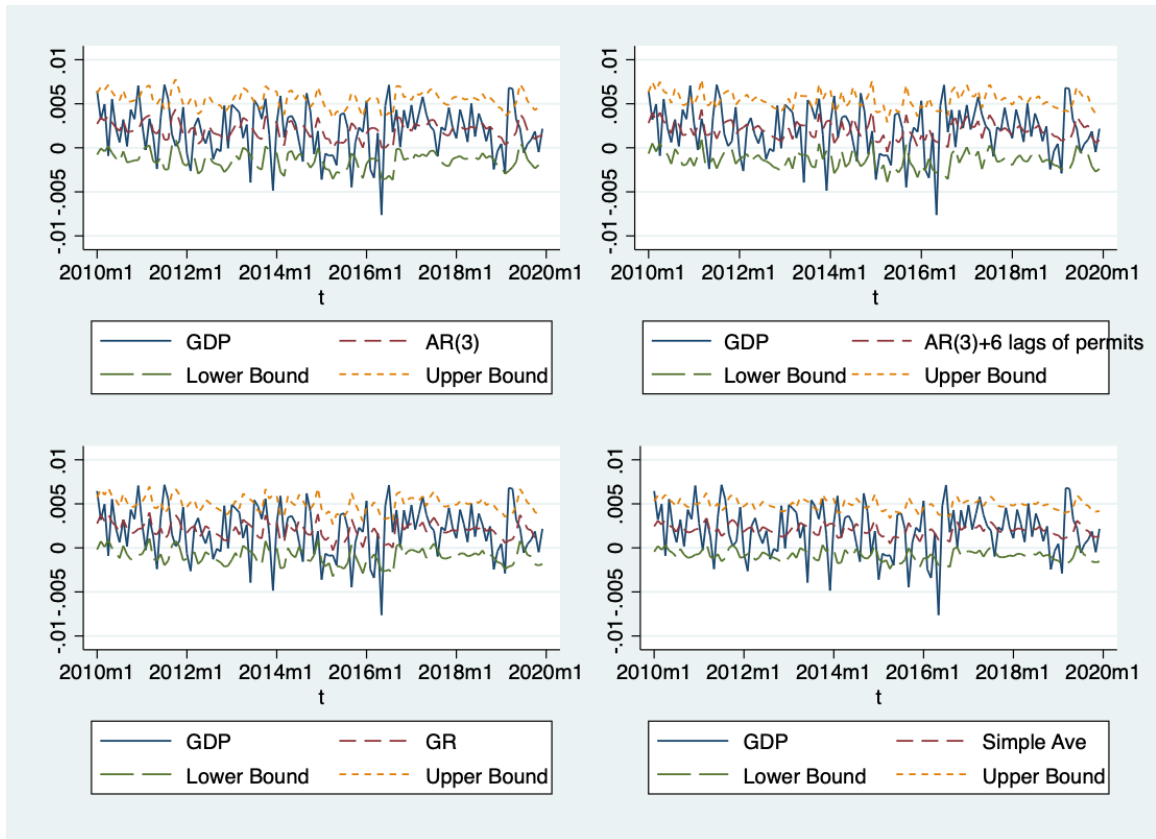 .01
.005
0
-.005
-.01
2010m1 2012m1 2014m1 2016m1 2018m1 2020m1
t
GDP AR(3)
Lower Bound Upper Bound
.01
.005
0
-.005
-.01
2010m1 2012m1 2014m1 2016m1 2018m1 2020m1
t
GDP AR(3)+6 lags of permits
Lower Bound Upper Bound
.01
.005
0
-.005
-.01
2010m1 2012m1 2014m1 2016m1 2018m1 2020m1
t
GDP GR
Lower Bound Upper Bound
.01
.005
0
-.005
-.01
2010m1 2012m1 2014m1 2016m1 2018m1 2020m1
t
GDP Simple Ave
Lower Bound Upper Bound